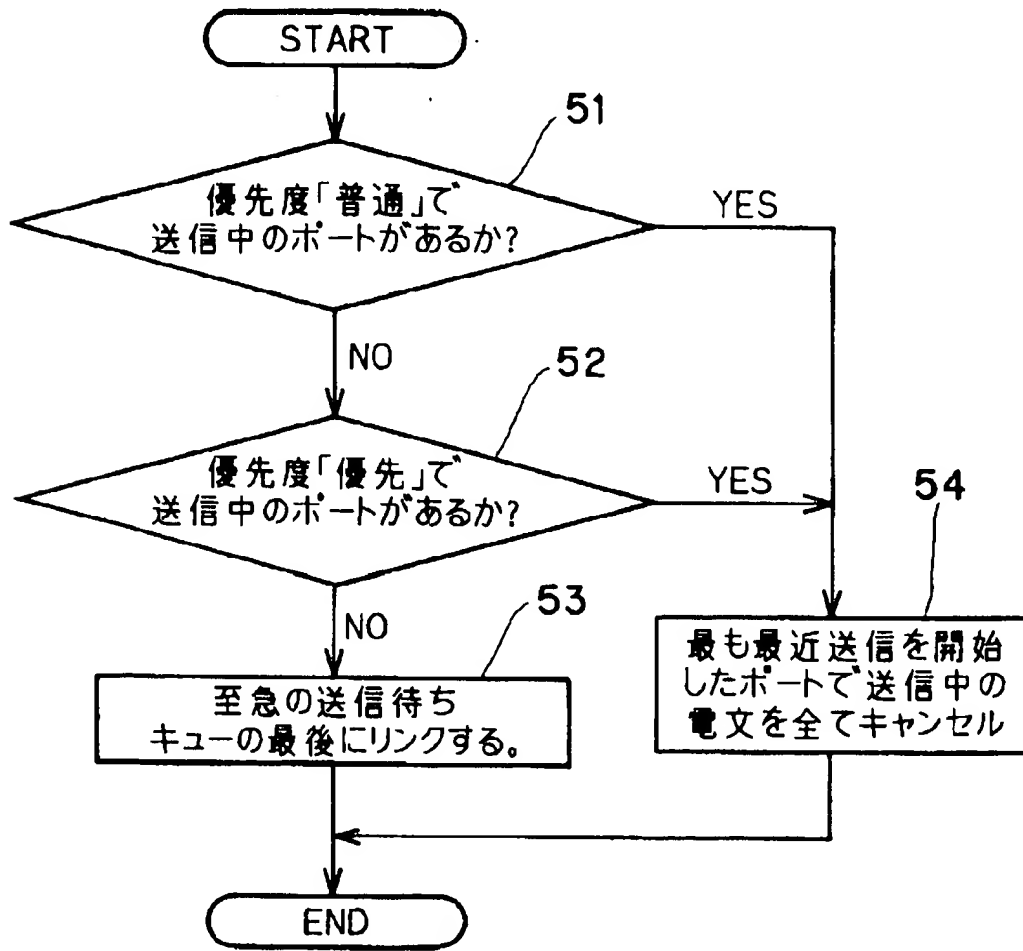 START
51
優先度「普通」で
送信中のポートがあるか?
YES
NO
52
優先度「優先」で
送信中のポートがあるか?
YES
54
NO
53
至急の送信待ち
キューの最後にリンクする。
最も最近送信を開始
したポートで送信中の
電文を全てキャンセル
END